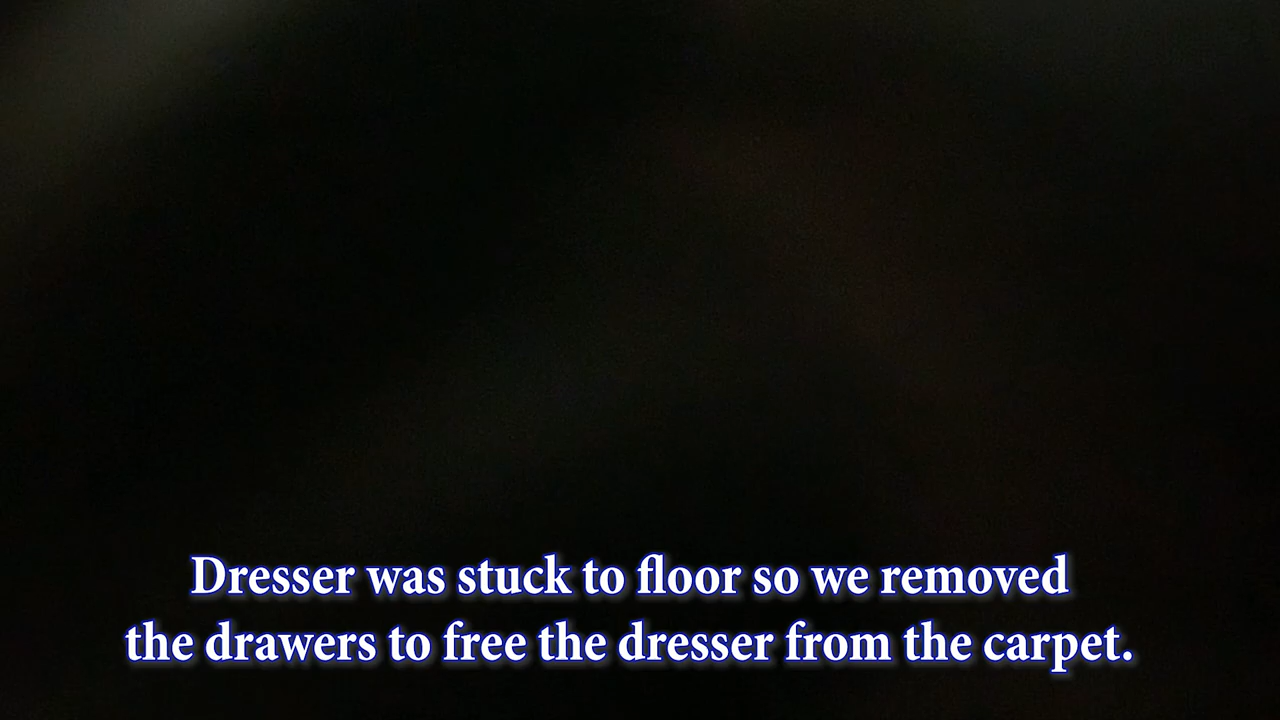 Dresser was stuck to floor so we removed
the drawers to free the dresser from the carpet.